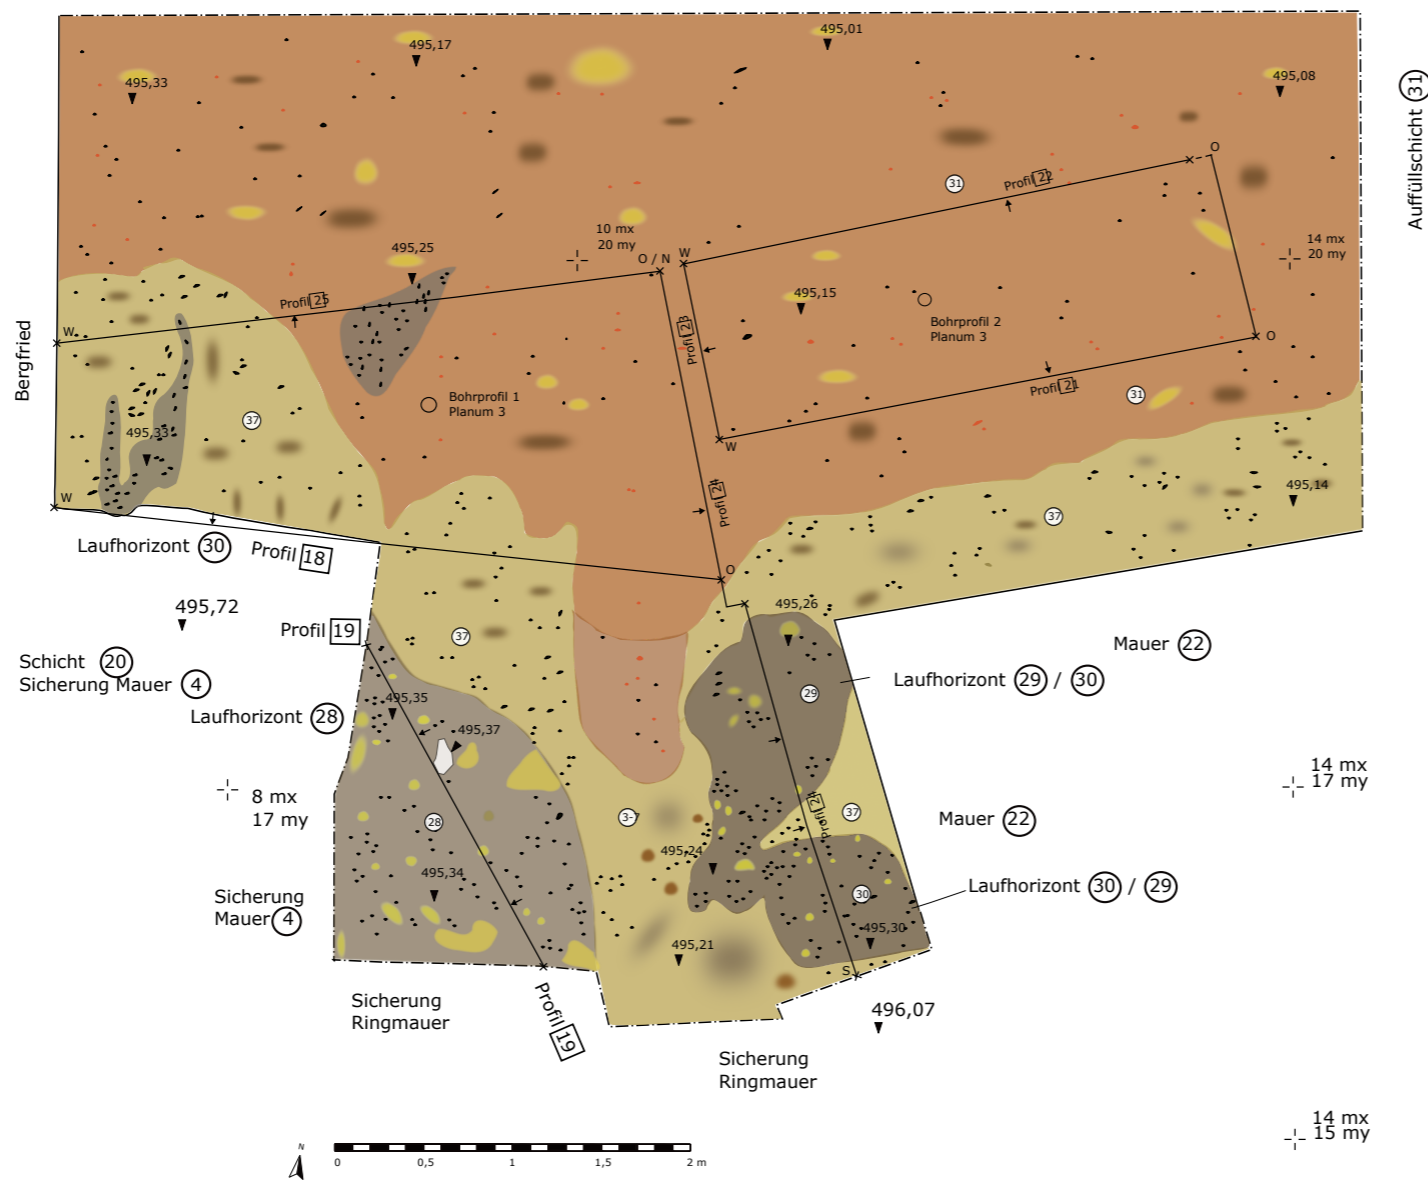 495,01
495,17
495,33
495,08
31
Auffüllschicht
31
O
Profil 22
10 mx
20 my
14 mx
20 my
495,25
O / N
W
495,15
Profil 25
Bohrprofil 2
Planum 3
Profil 23
W
O
Bergfried
Profil 21
31
Bohrprofil 1
Planum 3
37
495,33
W
Profil 24
495,14
W
37
Laufhorizont 30
Profil 18
O
495,72
495,26
Profil 19
37
Mauer 22
Schicht 20
Sicherung Mauer 4
Laufhorizont 29 / 30
29
495,35
Laufhorizont 28
495,37
14 mx
17 my
8 mx
17 my
28
3-7
Profil 24
37
Mauer 22
495,24
495,34
Laufhorizont 30 / 29
30
Sicherung
Mauer 4
495,30
495,21
S
Profil 19
Sicherung
Ringmauer
496,07
Sicherung
Ringmauer
14 mx
15 my
N
0 0,5 1 1,5 2 m